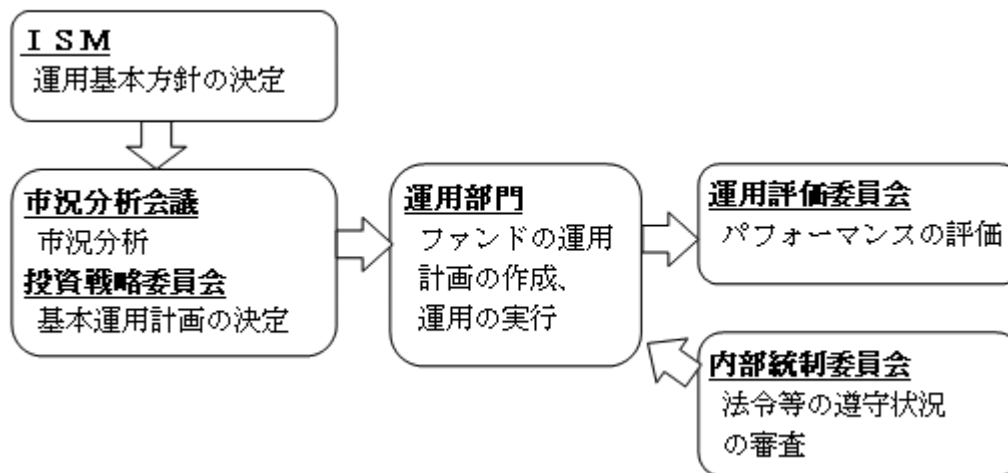 ＩＳＭ
運用基本方針の決定
市況分析会議
市況分析
投資戦略委員会
基本運用計画の決定
運用部門
ファンドの運用
計画の作成、
運用の実行
運用評価委員会
パフォーマンスの評価
内部統制委員会
法令等の遵守状況
の審査